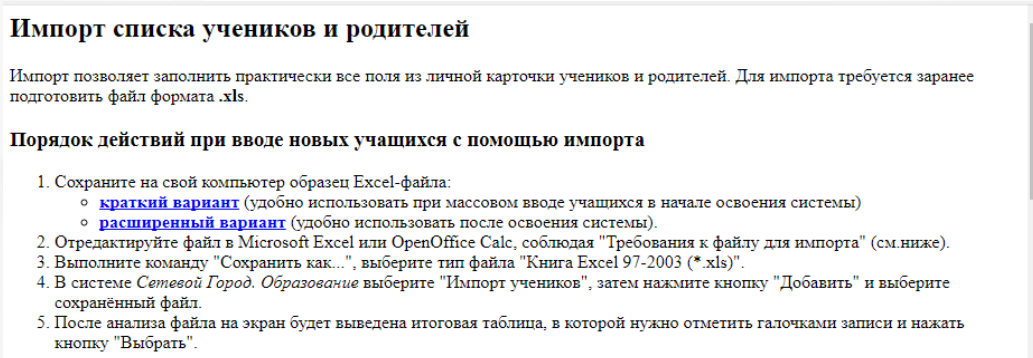 Импорт списка учеников и родителей
Импорт позволяет заполнить практически все поля из личной карточки учеников и родителей. Для импорта требуется заранее
подготовить файл формата .xls.
Порядок действий при вводе новых учащихся с помощью импорта
1. Сохраните на свой компьютер образец Excel-файла:
○ краткий вариант (удобно использовать при массовом вводе учащихся в начале освоения системы)
○ расширенный вариант (удобно использовать после освоения системы).
2. Отредактируйте файл в Microsoft Excel или OpenOffice Calc, соблюдая "Требования к файлу для импорта" (см.ниже).
3. Выполните команду "Сохранить как...", выберите тип файла "Книга Excel 97-2003 (*.xls)".
4. В системе Сетевой Город. Образование выберите "Импорт учеников", затем нажмите кнопку "Добавить" и выберите
сохранённый файл.
5. После анализа файла на экран будет выведена итоговая таблица, в которой нужно отметить галочками записи и нажать
кнопку "Выбрать".